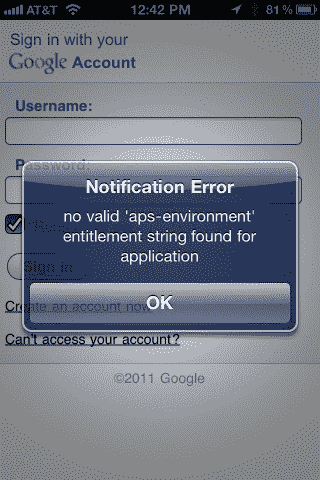 AT&T 12:42 PM 81%
Sign in with your
Google Account
Username:
Password:
Notification Error
no valid 'aps-environment'
entitlement string found for
application
Sign in
OK
Create an account now
Can't access your account?
©2011 Google